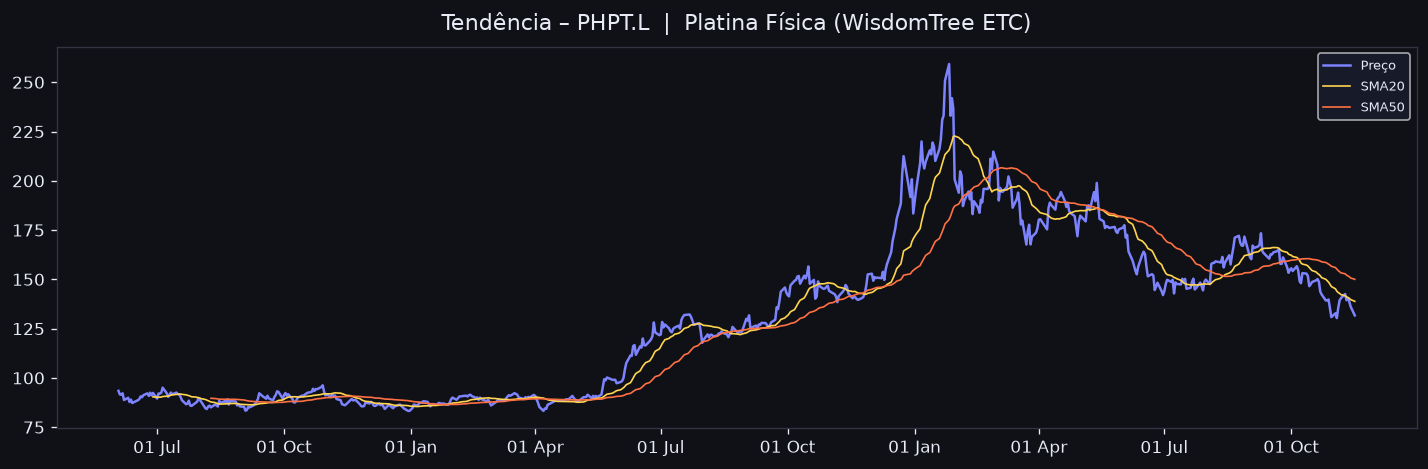 Tendência – PHPT.L | Platina Física (WisdomTree ETC)
Preço
SMA20
SMA50
250
225
200
175
150
125
100
75
01 Jul
01 Oct
01 Jan
01 Apr
01 Jul
01 Oct
01 Jan
01 Apr
01 Jul
01 Oct